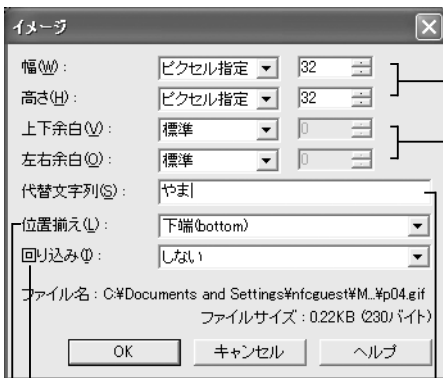 イメージ
幅(W): ピクセル指定 32
高さ(H): ピクセル指定 32
上下余白(V): 標準 0
左右余白(O): 標準 0
代替文字列(S): やま
位置揃え(L): 下端(bottom)
回り込み(I): しない
ファイル名:C:¥Documents and Settings¥nfcguest¥M...¥p04.gif
ファイルサイズ:0.22KB (230バイト)
OK キャンセル ヘルプ